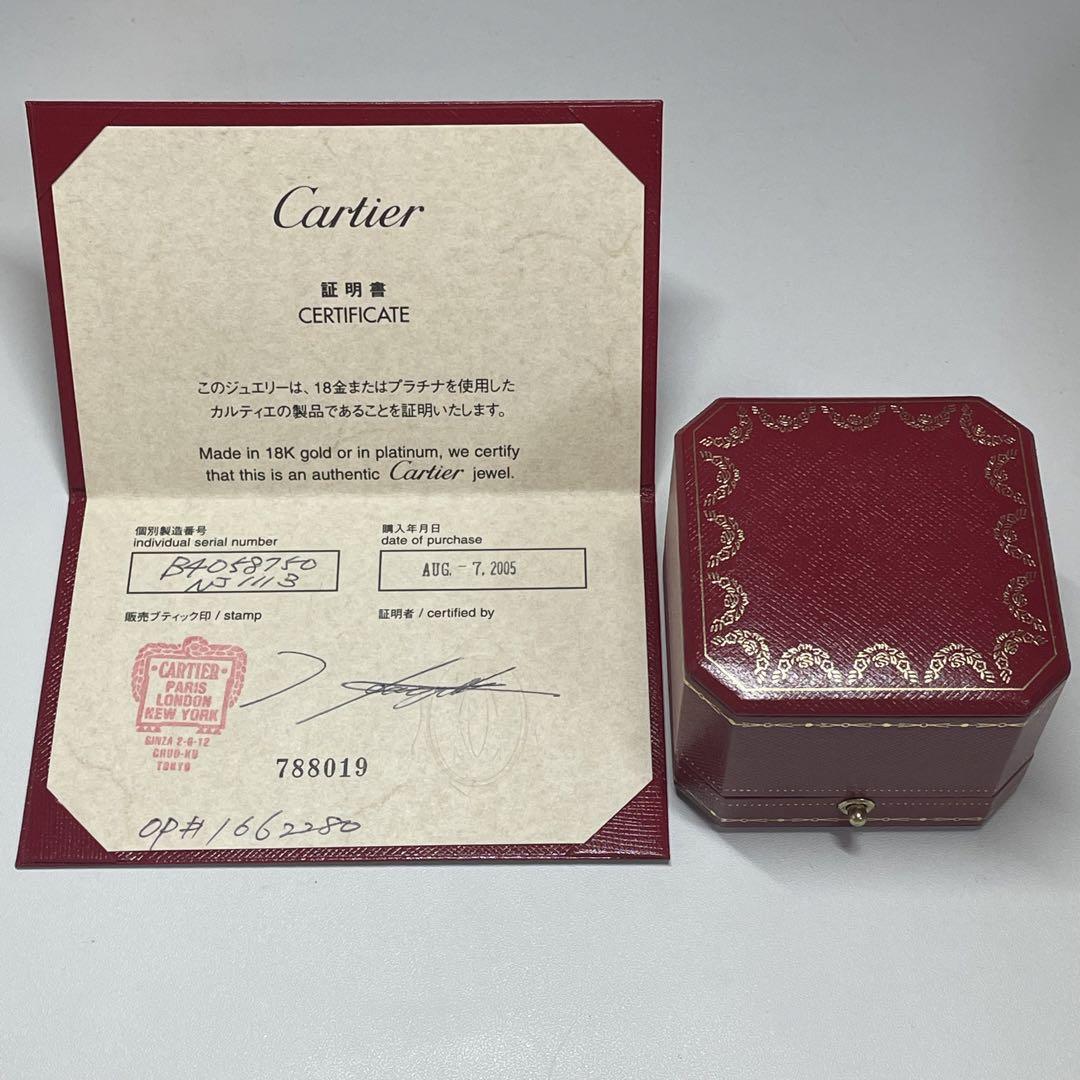 Cartier
証明書
CERTIFICATE
このジュエリーは、18金またはプラチナを使用した
カルティエの製品であることを証明いたします。
Made in 18K gold or in platinum, we certify
that this is an authentic Cartier jewel.
個別製造番号
individual serial number
B4058750
NJ1113
購入年月日
date of purchase
AUG. - 7, 2005
販売ブティック印 / stamp
証明者 / certified by
CARTIER
PARIS
LONDON
NEW YORK
GINZA 2-6-12
CHUO-KU
TOKYO
788019
OP# 1662280